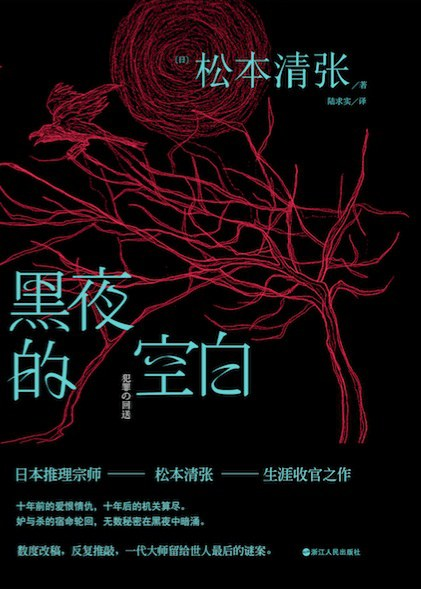 〔日〕松本清张／著
陆求实／译
黑夜
的空白
犯罪の回送
日本推理宗师——松本清张——生涯收官之作
十年前的爱恨情仇，十年后的机关算尽。
妒与杀的宿命轮回，无数秘密在黑夜中暗涌。
数度改稿，反复推敲，一代大师留给世人最后的谜案。
浙江人民出版社